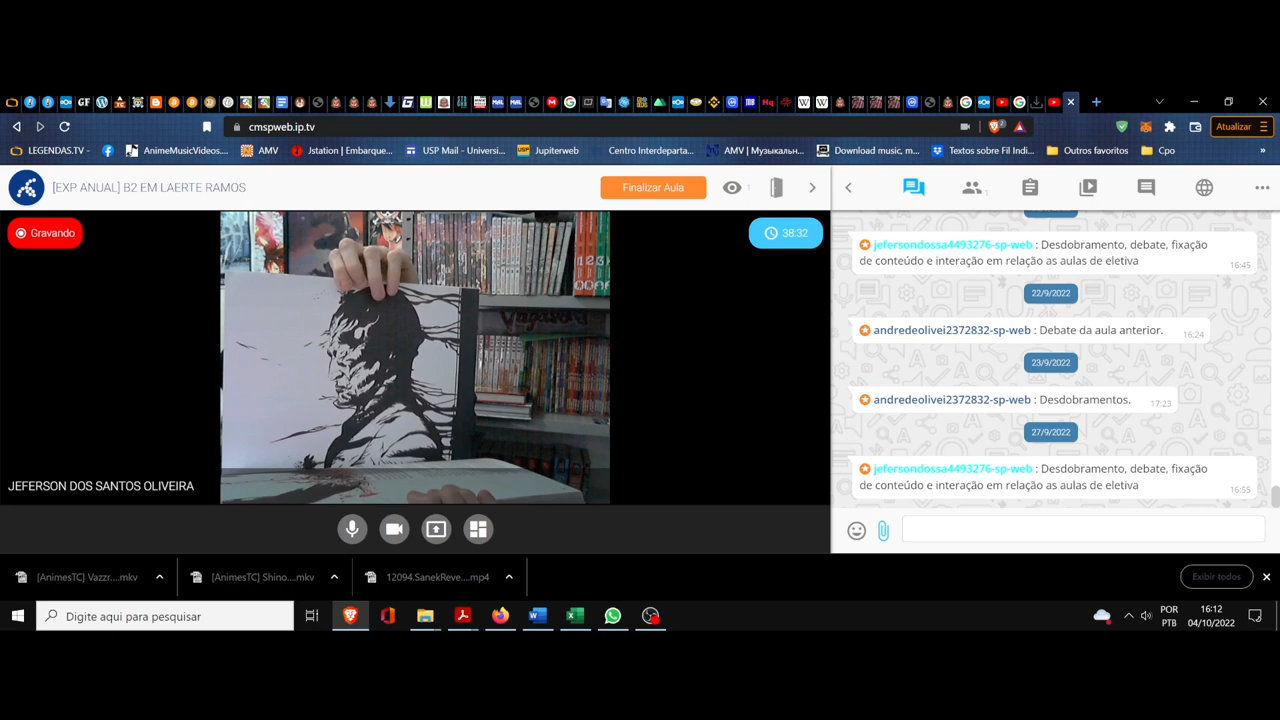 cmspweb.ip.tv
2
Atualizar
LEGENDAS.TV -
AnimeMusicVideos....
AMV
Jstation | Embarque...
USP Mail - Universi...
Jupiterweb
Centro Interdeparta...
AMV | Музыкальн...
Download music, m...
Textos sobre Fil Indi...
Outros favoritos
Cpo
»
[EXP ANUAL] B2 EM LAERTE RAMOS
Finalizar Aula
1
1
Gravando
38:32
Vagabond
JEFERSON DOS SANTOS OLIVEIRA
jefersondossa4493276-sp-web : Desdobramento, debate, fixação
de conteúdo e interação em relação as aulas de eletiva
16:45
22/9/2022
andredeolivei2372832-sp-web : Debate da aula anterior.
16:24
23/9/2022
andredeolivei2372832-sp-web : Desdobramentos.
17:23
27/9/2022
jefersondossa4493276-sp-web : Desdobramento, debate, fixação
de conteúdo e interação em relação as aulas de eletiva
16:55
[AnimesTC] Vazzr....mkv
[AnimesTC] Shino....mkv
12094.SanekReve....mp4
Exibir todos
Digite aqui para pesquisar
POR
PTB
16:12
04/10/2022